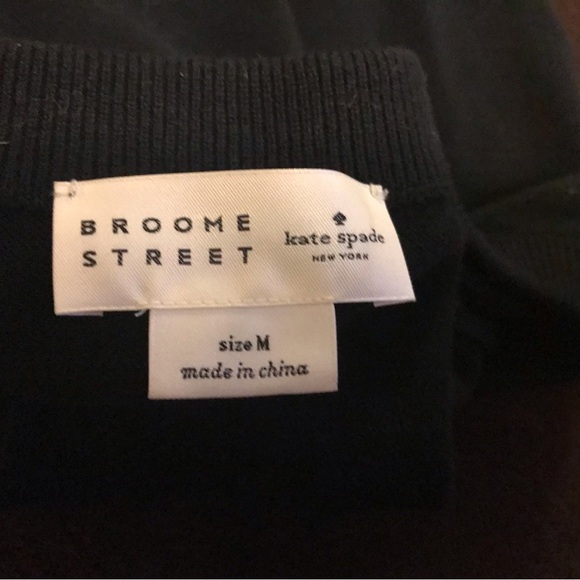 BROOME
STREET
kate spade
NEW YORK
size M
made in china